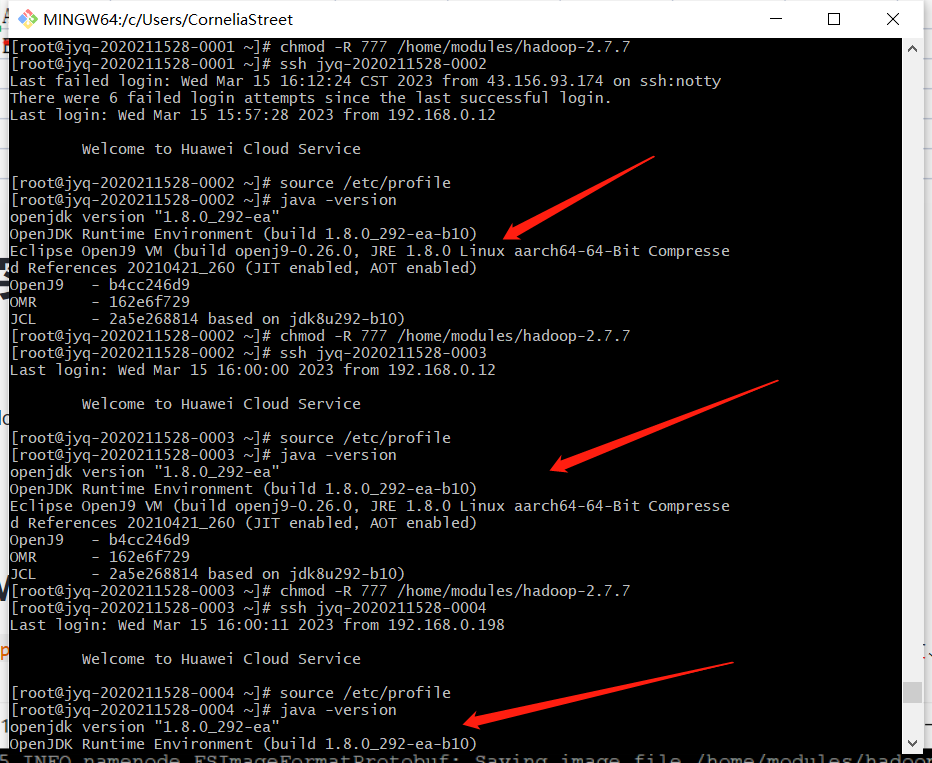 MINGW64:/c/Users/CorneliaStreet
[root@jyq-2020211528-0001 ~]# chmod -R 777 /home/modules/hadoop-2.7.7
[root@jyq-2020211528-0001 ~]# ssh jyq-2020211528-0002
Last failed login: Wed Mar 15 16:12:24 CST 2023 from 43.156.93.174 on ssh:notty
There were 6 failed login attempts since the last successful login.
Last login: Wed Mar 15 15:57:28 2023 from 192.168.0.12
Welcome to Huawei Cloud Service
[root@jyq-2020211528-0002 ~]# source /etc/profile
[root@jyq-2020211528-0002 ~]# java -version
openjdk version "1.8.0_292-ea"
OpenJDK Runtime Environment (build 1.8.0_292-ea-b10)
Eclipse OpenJ9 VM (build openj9-0.26.0, JRE 1.8.0 Linux aarch64-64-Bit Compresse
d References 20210421_260 (JIT enabled, AOT enabled)
OpenJ9   - b4cc246d9
OMR      - 162e6f729
JCL      - 2a5e268814 based on jdk8u292-b10)
[root@jyq-2020211528-0002 ~]# chmod -R 777 /home/modules/hadoop-2.7.7
[root@jyq-2020211528-0002 ~]# ssh jyq-2020211528-0003
Last login: Wed Mar 15 16:00:00 2023 from 192.168.0.12
Welcome to Huawei Cloud Service
[root@jyq-2020211528-0003 ~]# source /etc/profile
[root@jyq-2020211528-0003 ~]# java -version
openjdk version "1.8.0_292-ea"
OpenJDK Runtime Environment (build 1.8.0_292-ea-b10)
Eclipse OpenJ9 VM (build openj9-0.26.0, JRE 1.8.0 Linux aarch64-64-Bit Compresse
d References 20210421_260 (JIT enabled, AOT enabled)
OpenJ9   - b4cc246d9
OMR      - 162e6f729
JCL      - 2a5e268814 based on jdk8u292-b10)
[root@jyq-2020211528-0003 ~]# chmod -R 777 /home/modules/hadoop-2.7.7
[root@jyq-2020211528-0003 ~]# ssh jyq-2020211528-0004
Last login: Wed Mar 15 16:00:11 2023 from 192.168.0.198
Welcome to Huawei Cloud Service
[root@jyq-2020211528-0004 ~]# source /etc/profile
[root@jyq-2020211528-0004 ~]# java -version
openjdk version "1.8.0_292-ea"
OpenJDK Runtime Environment (build 1.8.0_292-ea-b10)
INFO namenode.FSImageFormatProtobuf: Saving image file /home/modules/hadoop